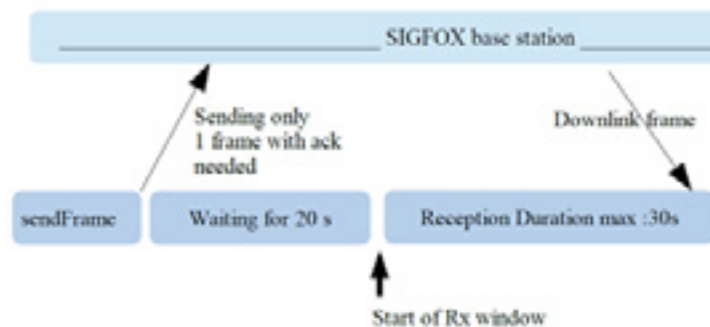 SIGFOX base station
Sending only
1 frame with ack
needed
Downlink frame
sendFrame
Waiting for 20 s
Reception Duration max :30s
Start of Rx window